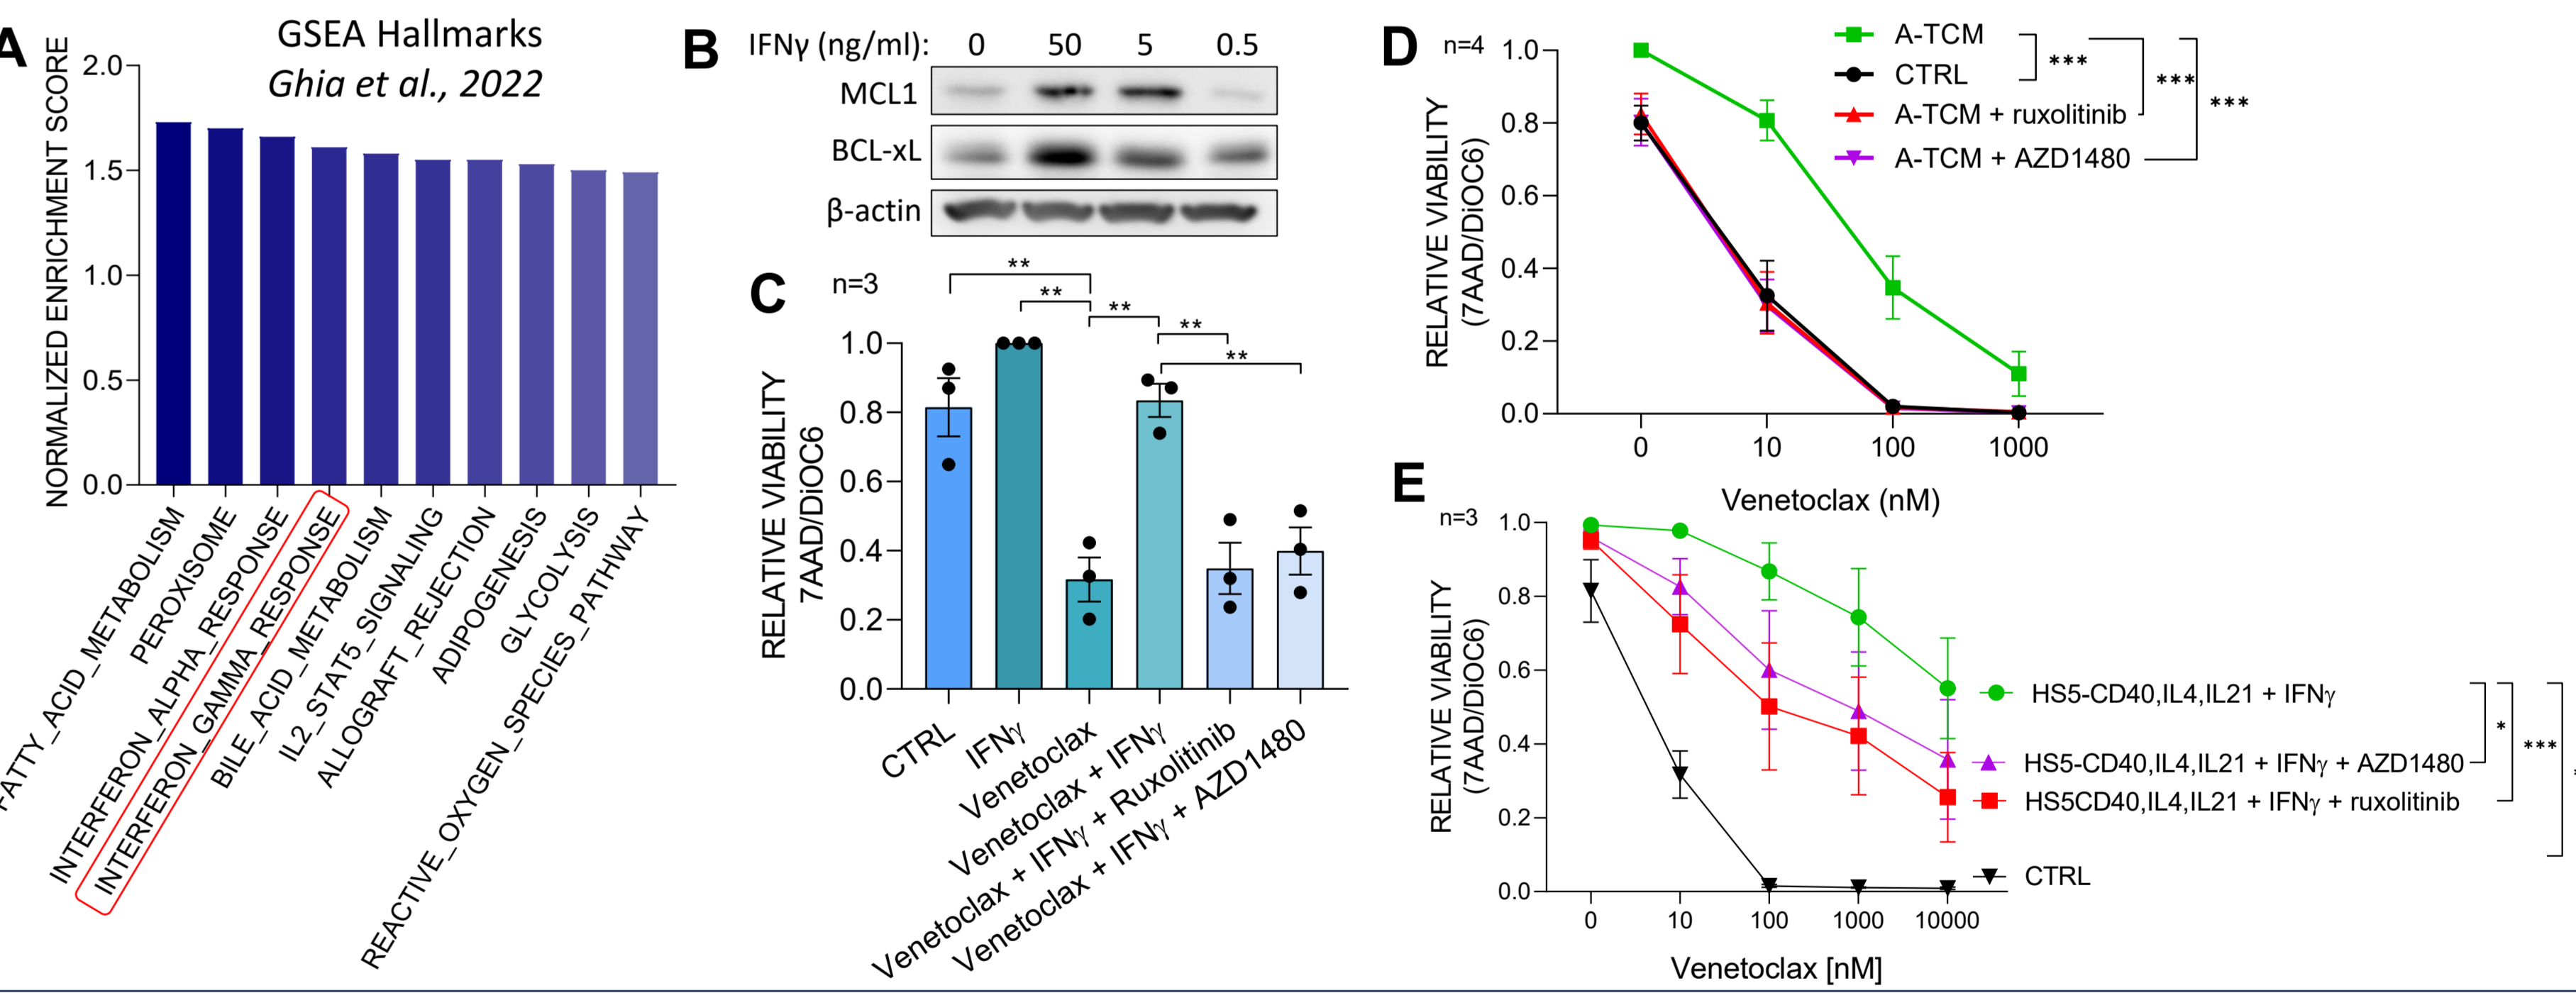 A
GSEA Hallmarks
Ghia et al., 2022
NORMALIZED ENRICHMENT SCORE
2.0
1.5
1.0
0.5
0.0
FATTY_ACID_METABOLISM
PEROXISOME
INTERFERON_ALPHA_RESPONSE
INTERFERON_GAMMA_RESPONSE
BILE_ACID_METABOLISM
IL2_STAT5_SIGNALING
ALLOGRAFT_REJECTION
ADIPOGENESIS
GLYCOLYSIS
REACTIVE_OXYGEN_SPECIES_PATHWAY
B
IFNγ (ng/ml): 0 50 5 0.5
MCL1
BCL-xL
β-actin
C
n=3
RELATIVE VIABILITY
7AAD/DiOC6
**
**
**
**
**
1.0
0.8
0.6
0.4
0.2
0.0
CTRL
IFNγ
Venetoclax
Venetoclax + IFNγ
Venetoclax + IFNγ + Ruxolitinib
Venetoclax + IFNγ + AZD1480
D
n=4
RELATIVE VIABILITY
(7AAD/DiOC6)
1.0
0.8
0.6
0.4
0.2
0.0
0 10 100 1000
Venetoclax (nM)
A-TCM
CTRL
A-TCM + ruxolitinib
A-TCM + AZD1480
***
***
***
E
n=3
RELATIVE VIABILITY
(7AAD/DiOC6)
1.0
0.8
0.6
0.4
0.2
0.0
0 10 100 1000 10000
Venetoclax [nM]
HS5-CD40,IL4,IL21 + IFNγ
HS5-CD40,IL4,IL21 + IFNγ + AZD1480
HS5CD40,IL4,IL21 + IFNγ + ruxolitinib
CTRL
*
***